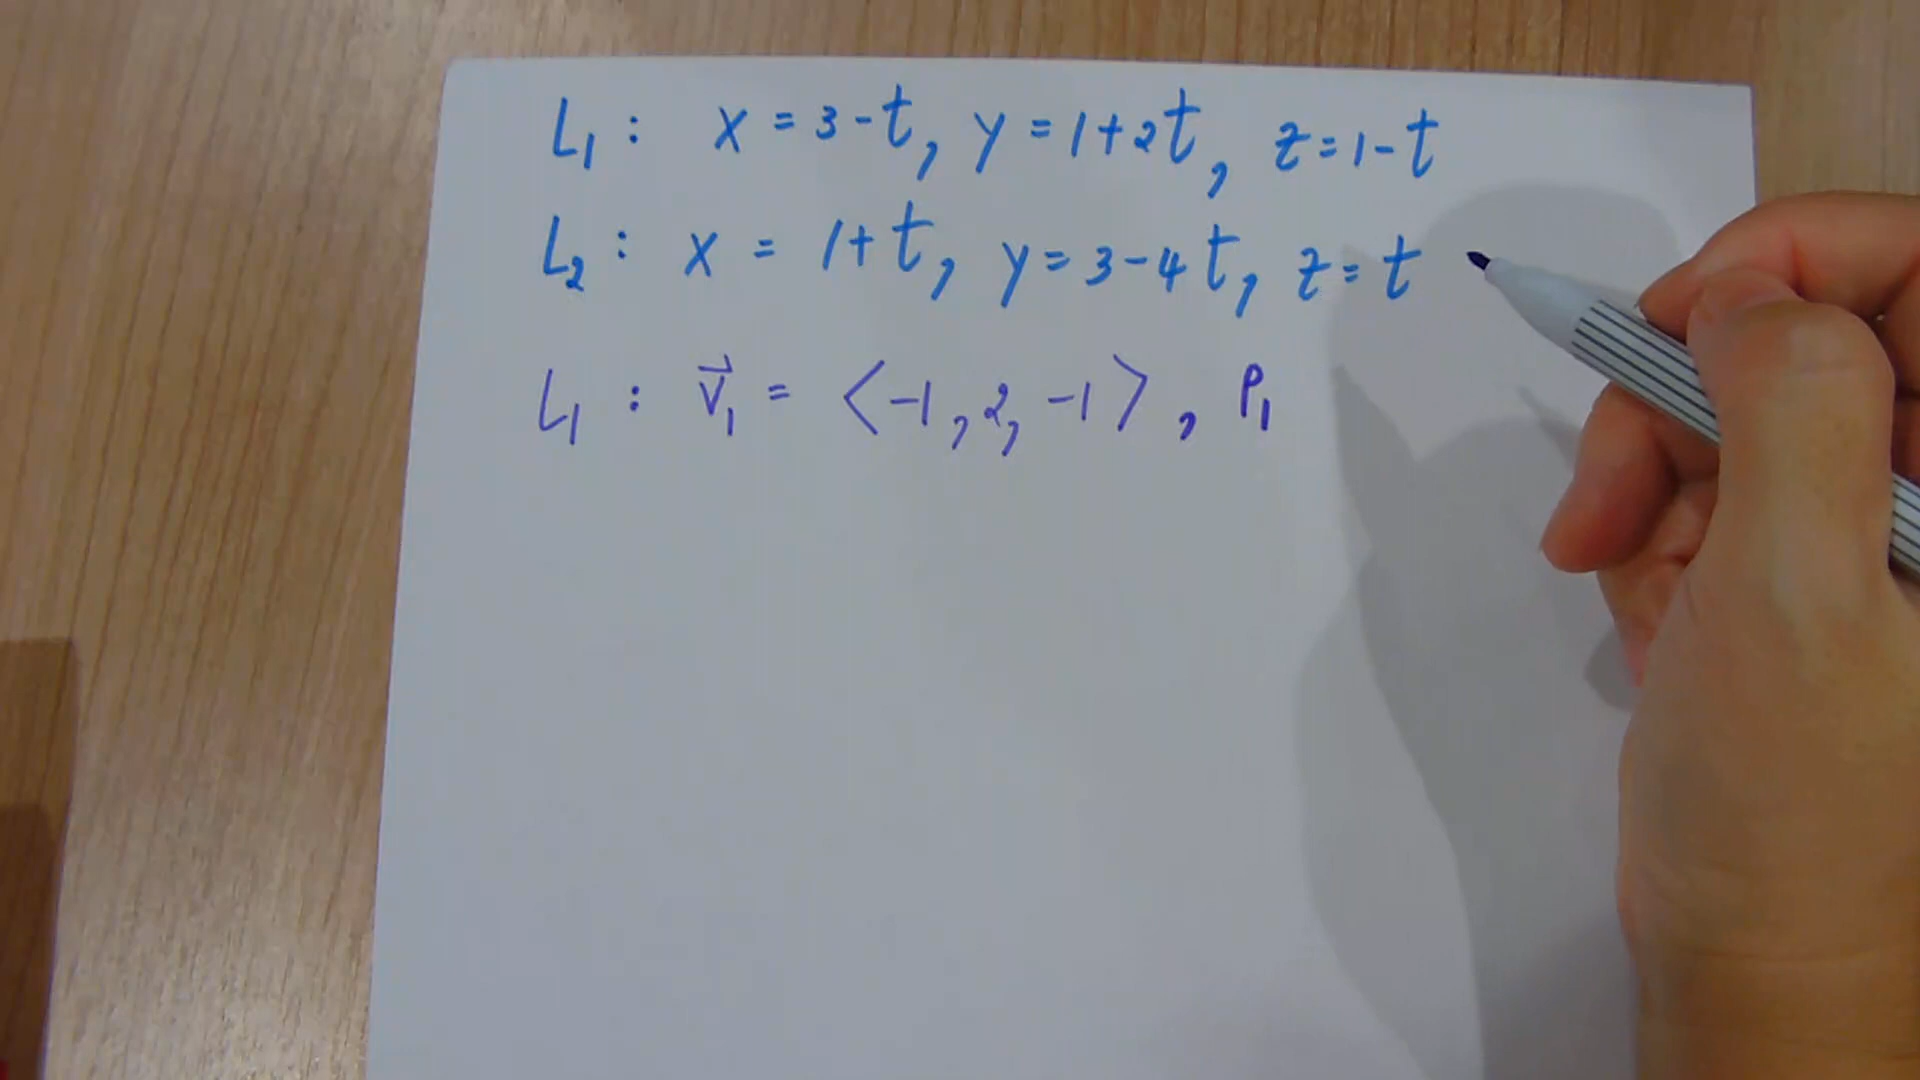 L₁ : x = 3 - t, y = 1 + 2t, z = 1 - t
L₂ : x = 1 + t, y = 3 - 4t, z = t
L₁ : v⃗₁ = ⟨-1, 2, -1⟩, P₁